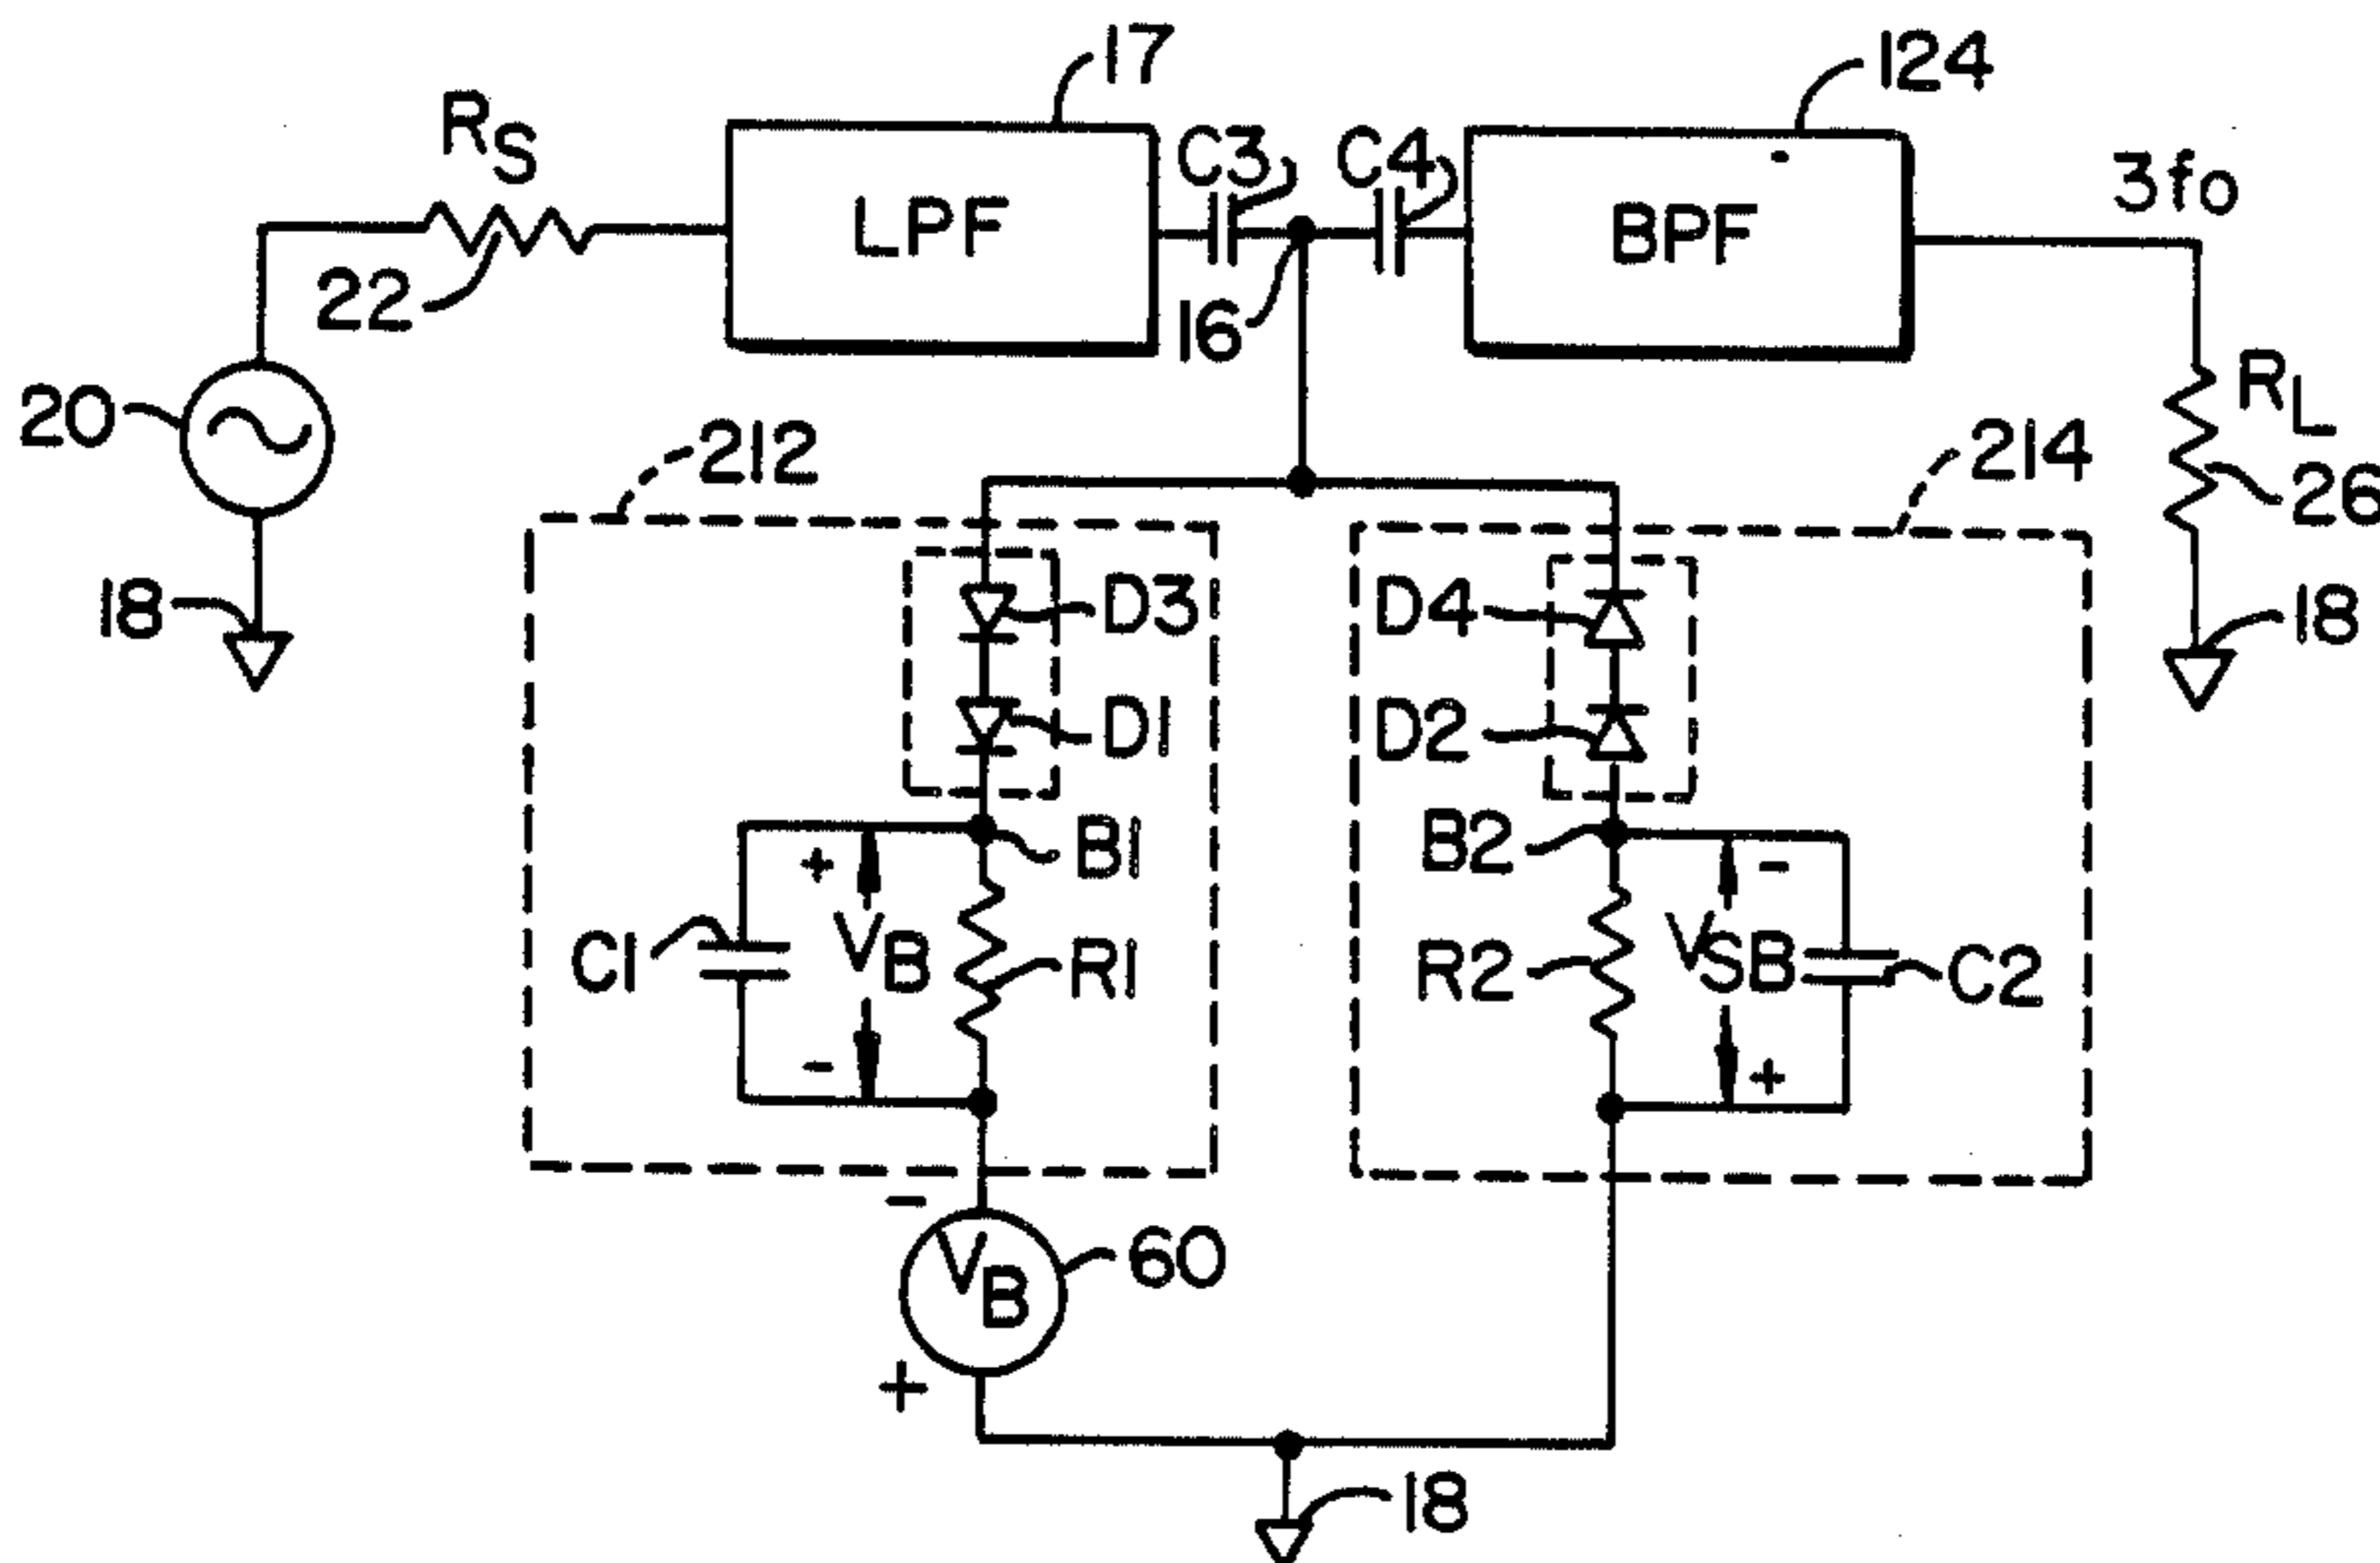 17
124
RS
C3
C4
3fo
LPF
BPF
22
16
RL
20
212
214
26
18
D3
D4
18
D1
D2
B1
B2
+
-
C1
VB
R1
R2
VSB
C2
-
+
-
VB
60
+
18